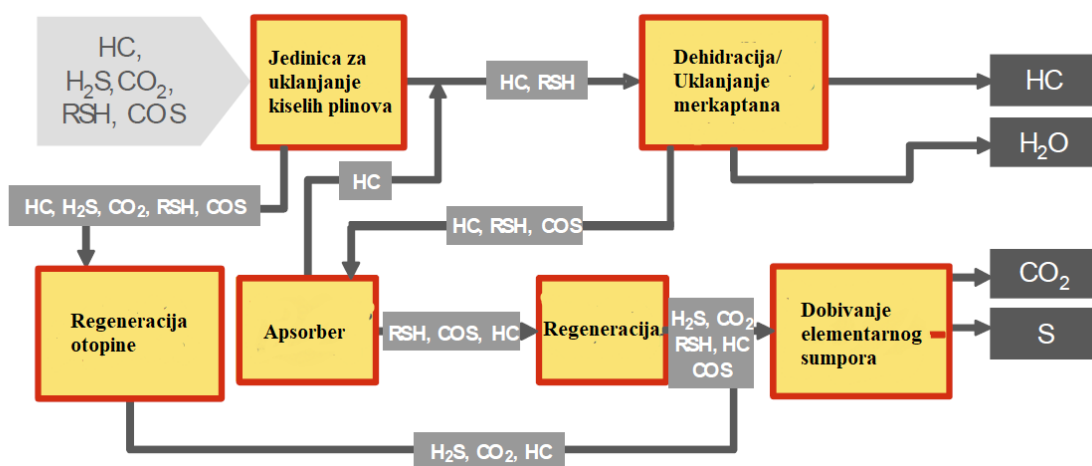 HC,
H₂S,CO₂,
RSH, COS
Jedinica za
uklanjanje
kiselih plinova
HC, RSH
Dehidracija/
Uklanjanje
merkaptana
HC
H₂O
HC
HC, H₂S, CO₂, RSH, COS
HC, RSH, COS
Regeneracija
otopine
Apsorber
RSH, COS, HC
Regeneracija
H₂S, CO₂
RSH, HC
COS
Dobivanje
elementarnog
sumpora
CO₂
S
H₂S, CO₂, HC